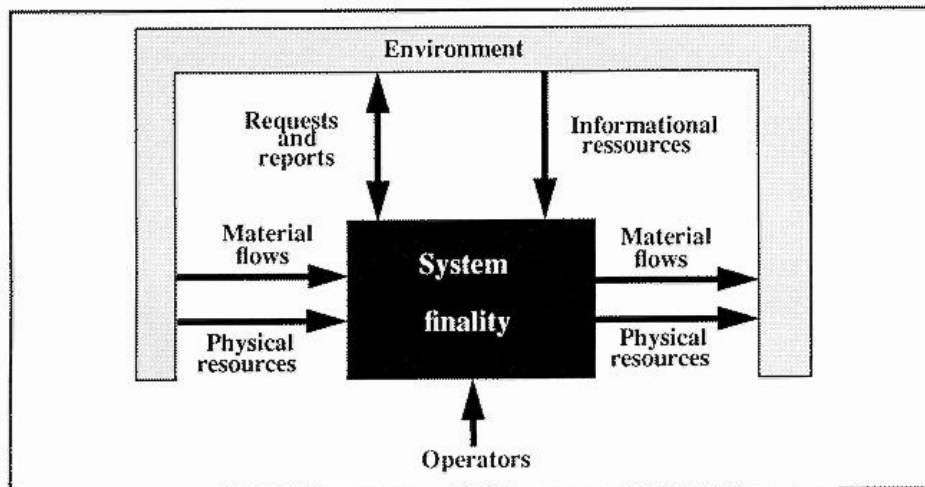 Environment
Requests
and
reports
Informational
ressources
Material
flows
System
finality
Material
flows
Physical
resources
Physical
resources
Operators